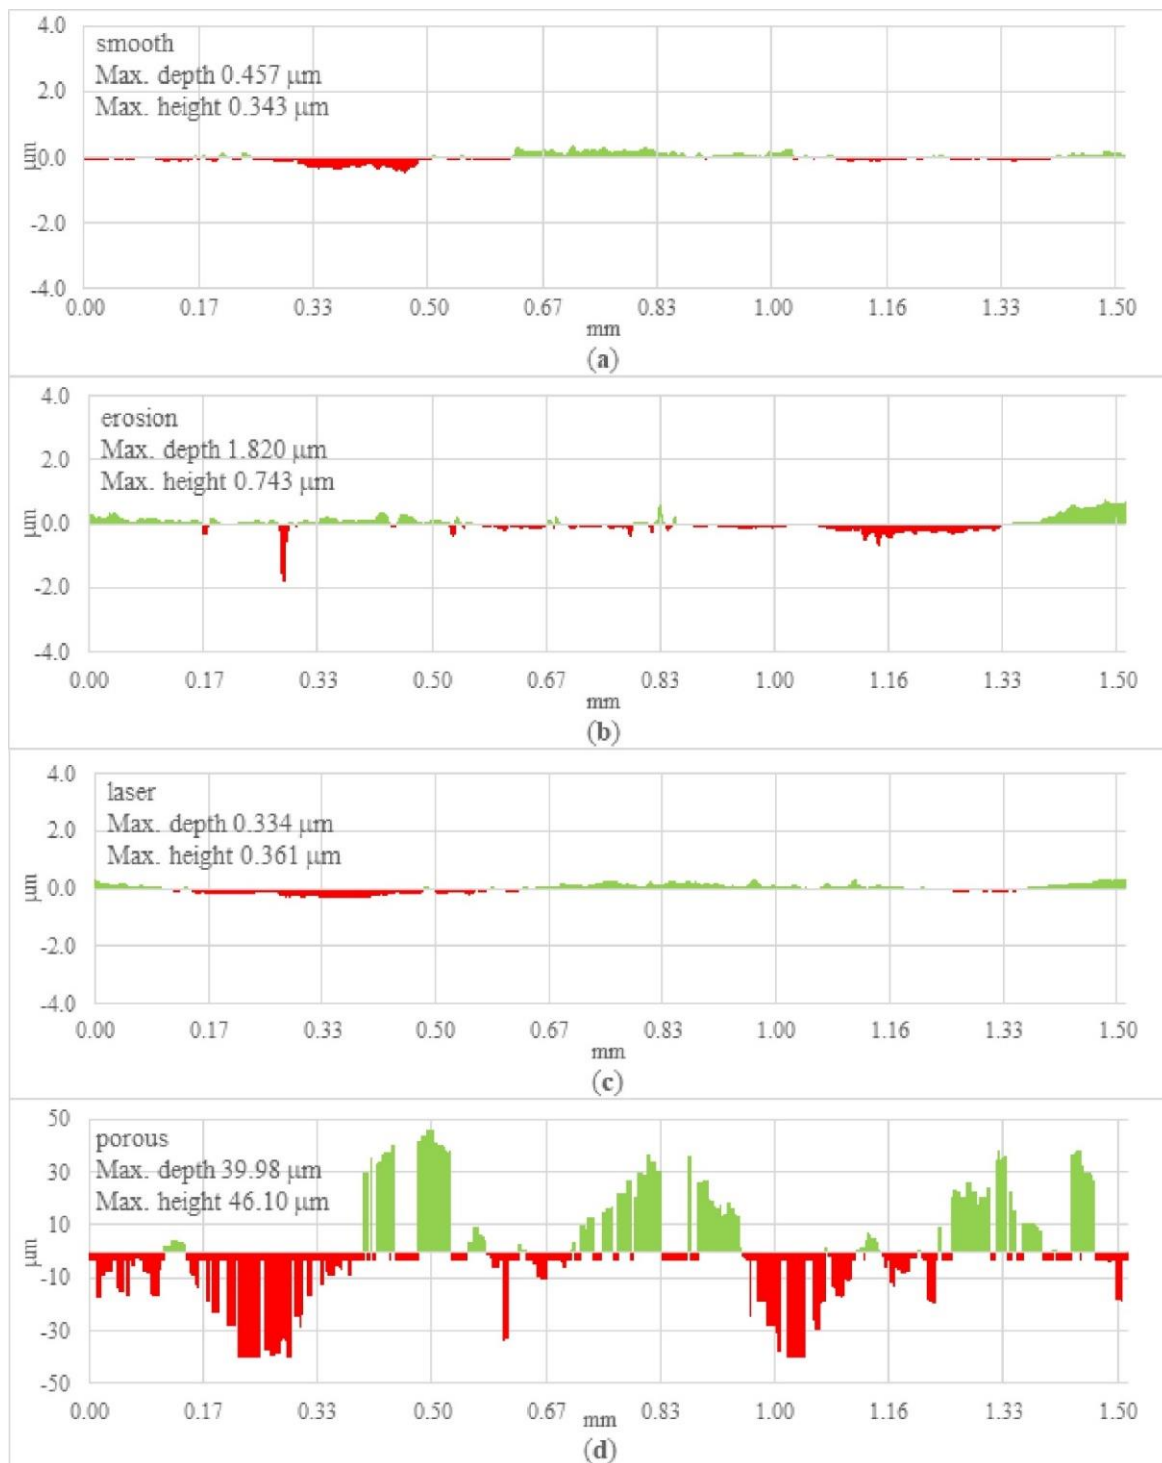 4.0
smooth
Max. depth 0.457 μm
2.0
Max. height 0.343 μm
μm
0.0
-2.0
-4.0
0.00 0.17 0.33 0.50 0.67 0.83 1.00 1.16 1.33 1.50
mm
(a)
4.0
erosion
Max. depth 1.820 μm
2.0
Max. height 0.743 μm
μm
0.0
-2.0
-4.0
0.00 0.17 0.33 0.50 0.67 0.83 1.00 1.16 1.33 1.50
mm
(b)
4.0
laser
Max. depth 0.334 μm
2.0
Max. height 0.361 μm
μm
0.0
-2.0
-4.0
0.00 0.17 0.33 0.50 0.67 0.83 1.00 1.16 1.33 1.50
mm
(c)
50
porous
Max. depth 39.98 μm
30
Max. height 46.10 μm
10
μm
-10
-30
-50
0.00 0.17 0.33 0.50 0.67 0.83 1.00 1.16 1.33 1.50
mm
(d)